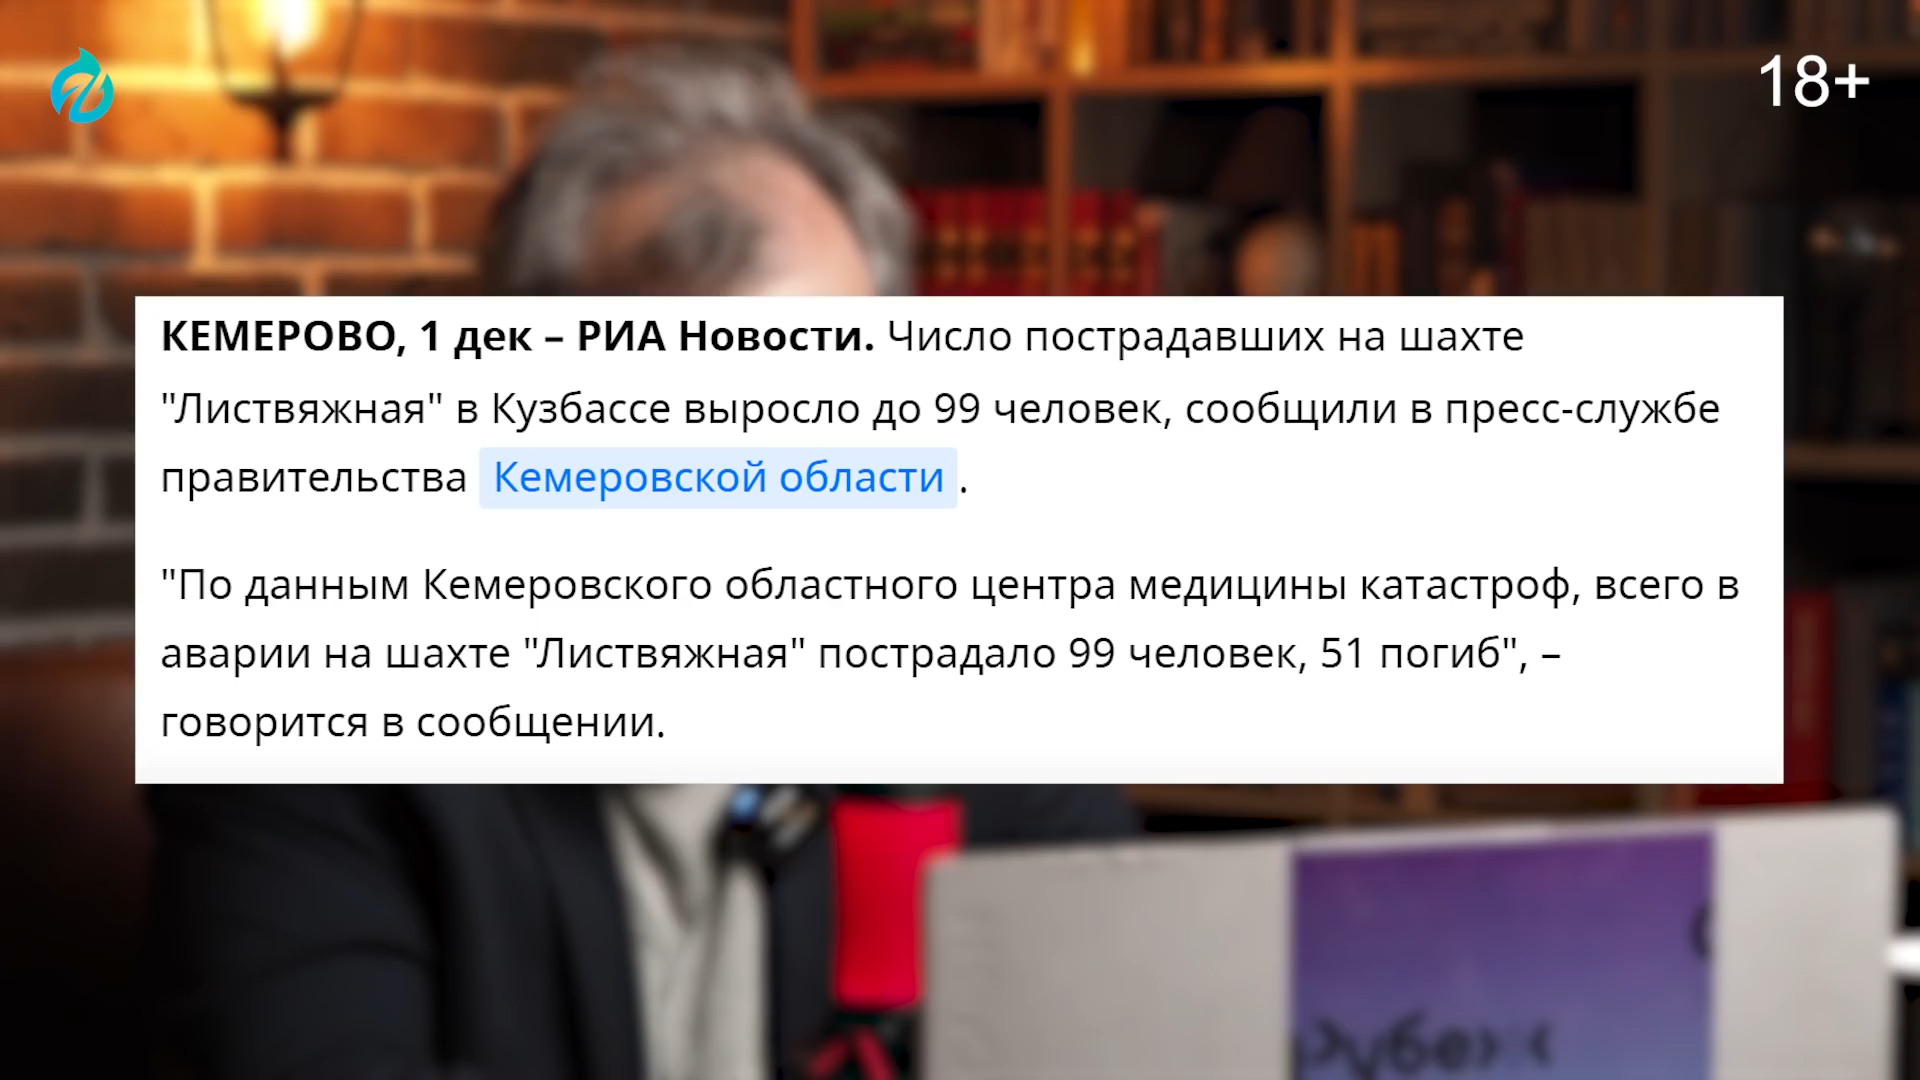 18+
КЕМЕРОВО, 1 дек – РИА Новости. Число пострадавших на шахте
"Листвяжная" в Кузбассе выросло до 99 человек, сообщили в пресс-службе
правительства Кемеровской области .
"По данным Кемеровского областного центра медицины катастроф, всего в
аварии на шахте "Листвяжная" пострадало 99 человек, 51 погиб", –
говорится в сообщении.